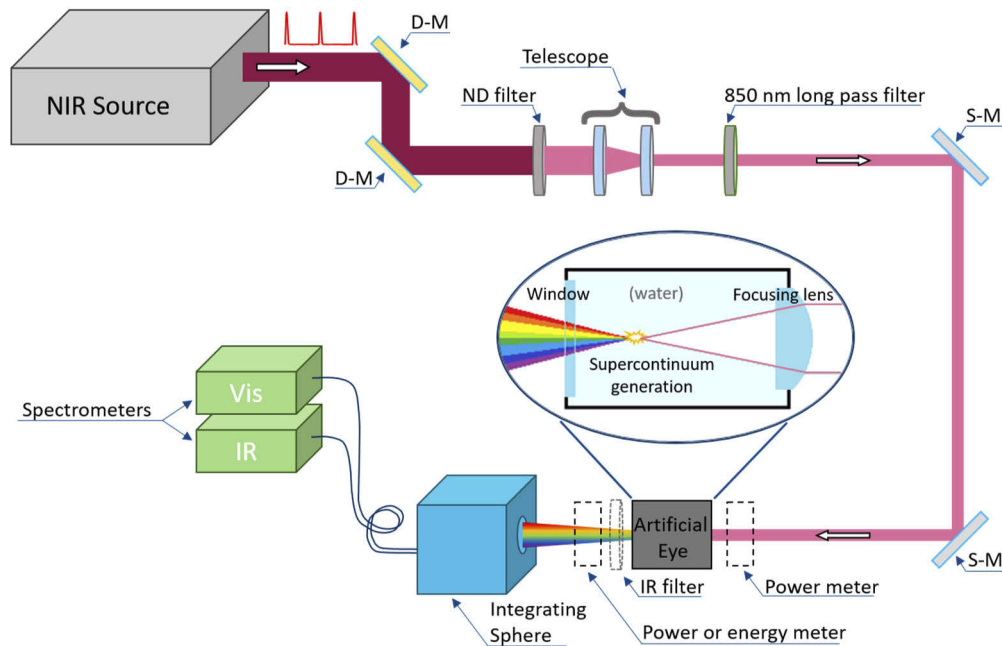 D-M
NIR Source
Telescope
ND filter
850 nm long pass filter
S-M
D-M
Window
(water)
Focusing lens
Supercontinuum
generation
Vis
Spectrometers
IR
Artificial
Eye
S-M
IR filter
Power meter
Integrating
Sphere
Power or energy meter